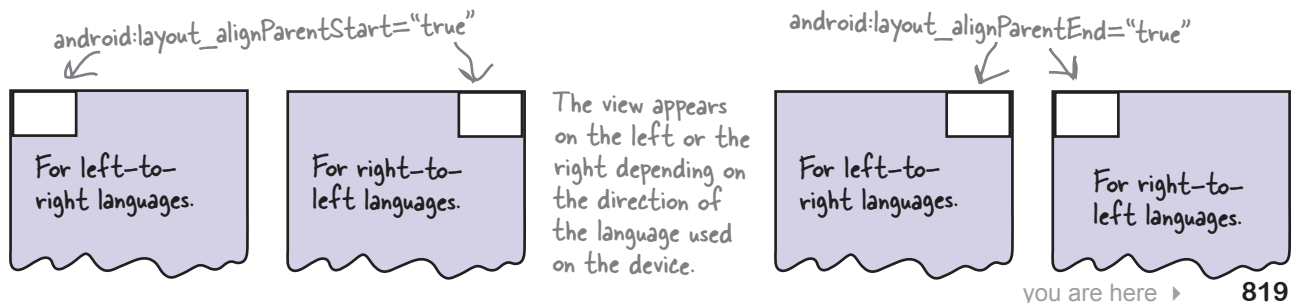 android:layout_alignParentStart="true"
For left-to-
right languages.
For right-to-
left languages.
The view appears
on the left or the
right depending on
the direction of
the language used
on the device.
android:layout_alignParentEnd="true"
For left-to-
right languages.
For right-to-
left languages.
you are here ▸ 819